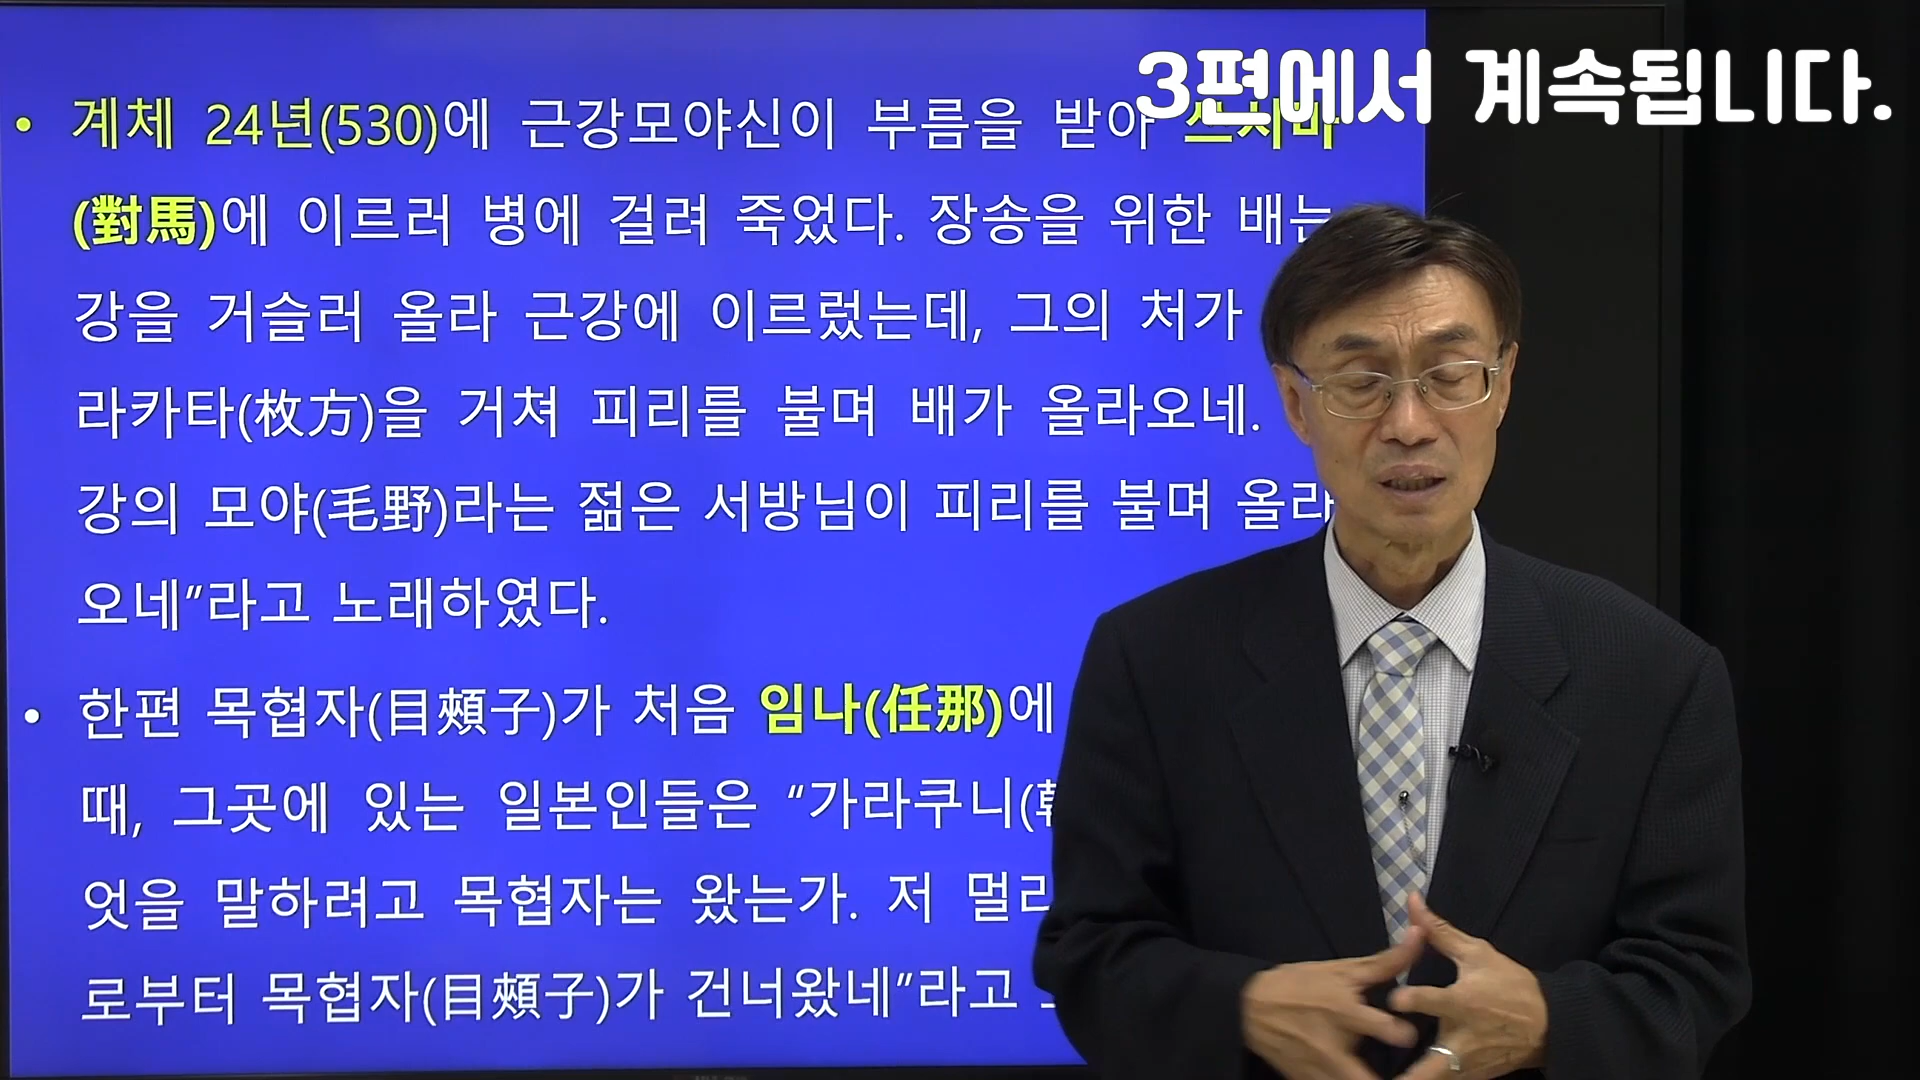 3편에서 계속됩니다.
• 계체 24년(530)에 근강모야신이 부름을 받아
(對馬)에 이르러 병에 걸려 죽었다. 장송을 위한 배는
강을 거슬러 올라 근강에 이르렀는데, 그의 처가
라카타(枚方)을 거쳐 피리를 불며 배가 올라오네.
강의 모야(毛野)라는 젊은 서방님이 피리를 불며 올라
오네”라고 노래하였다.
• 한편 목협자(目頰子)가 처음 임나(任那)에
때, 그곳에 있는 일본인들은 “가라쿠니(
엇을 말하려고 목협자는 왔는가. 저 멀리
로부터 목협자(目頰子)가 건너왔네”라고